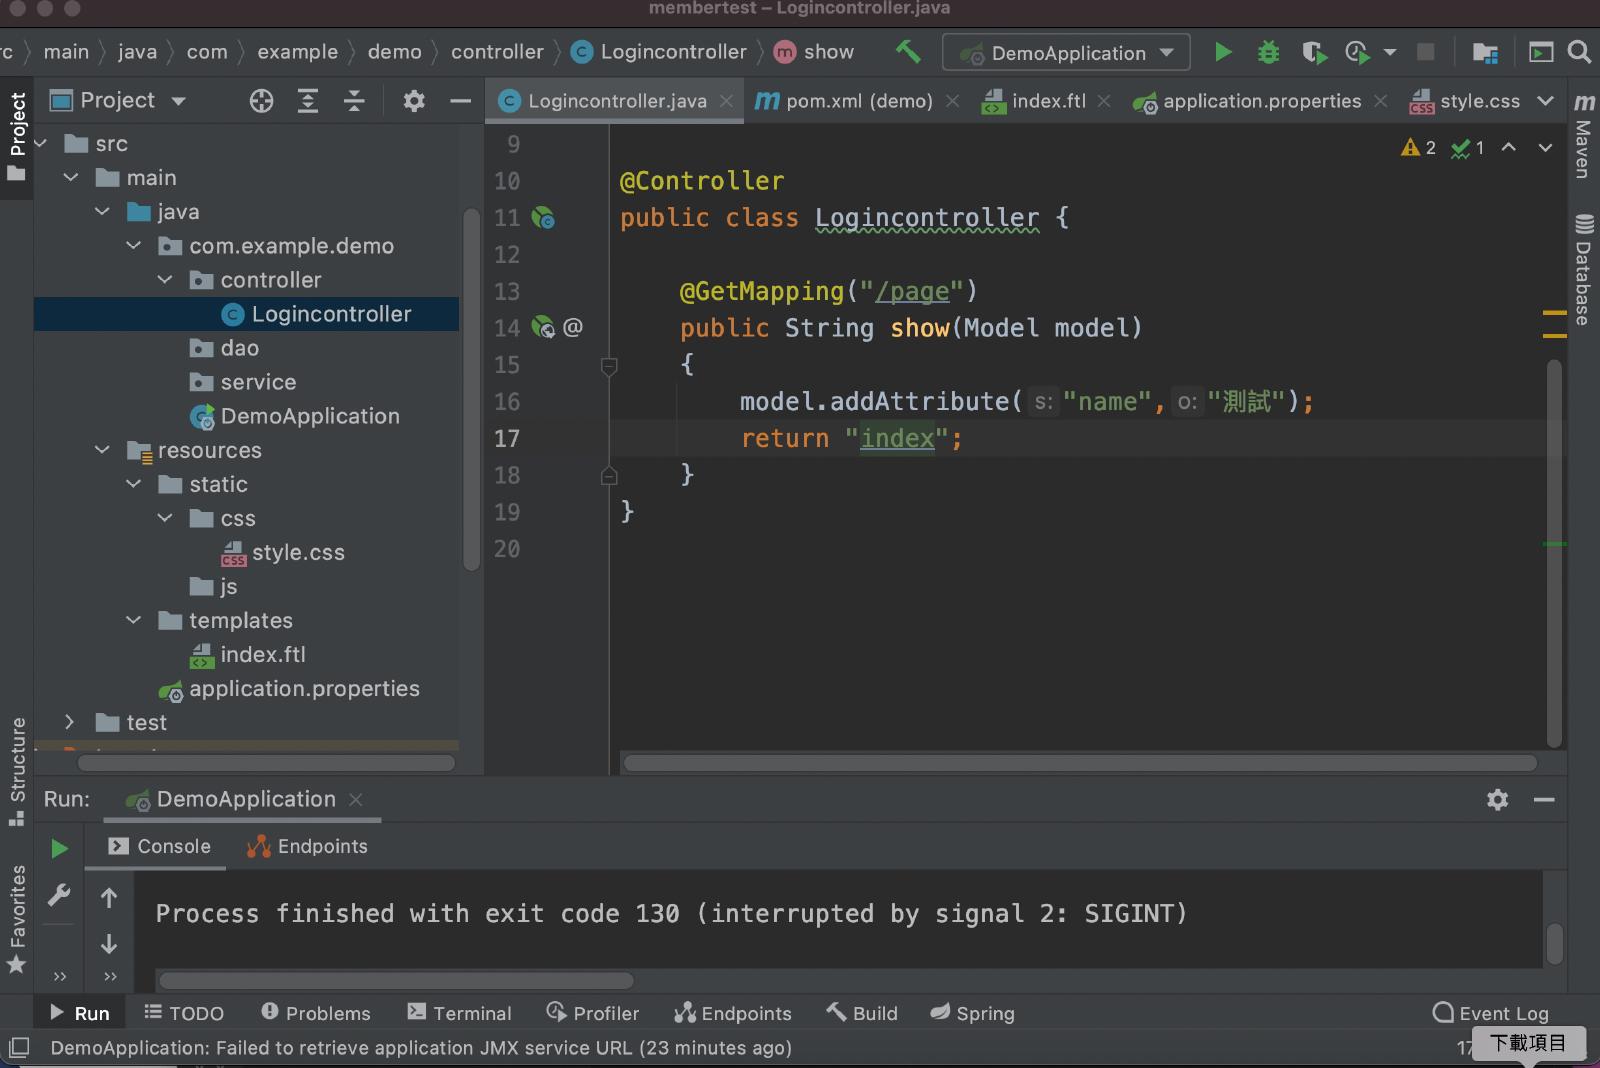 membertest – Logincontroller.java
rc main java com example demo controller Logincontroller show DemoApplication
Project
Logincontroller.java pom.xml (demo) index.ftl application.properties style.css
Project
Structure
Favorites
Maven
Database
src
main
java
com.example.demo
controller
Logincontroller
dao
service
DemoApplication
resources
static
css
style.css
js
templates
index.ftl
application.properties
test
2 1
9
10 @Controller
11 public class Logincontroller {
12
13 @GetMapping("/page")
14 @ public String show(Model model)
15 {
16 model.addAttribute( s: "name", o: "測試");
17 return "index";
18 }
19 }
20
Run: DemoApplication
Console Endpoints
Process finished with exit code 130 (interrupted by signal 2: SIGINT)
Run TODO Problems Terminal Profiler Endpoints Build Spring Event Log
DemoApplication: Failed to retrieve application JMX service URL (23 minutes ago)
下載項目